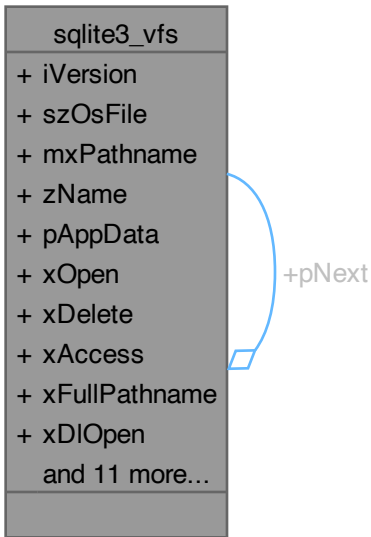 sqlite3_vfs
+ iVersion
+ szOsFile
+ mxPathname
+ zName
+ pAppData
+ xOpen
+ xDelete
+ xAccess
+ xFullPathname
+ xDlOpen
and 11 more...
+pNext